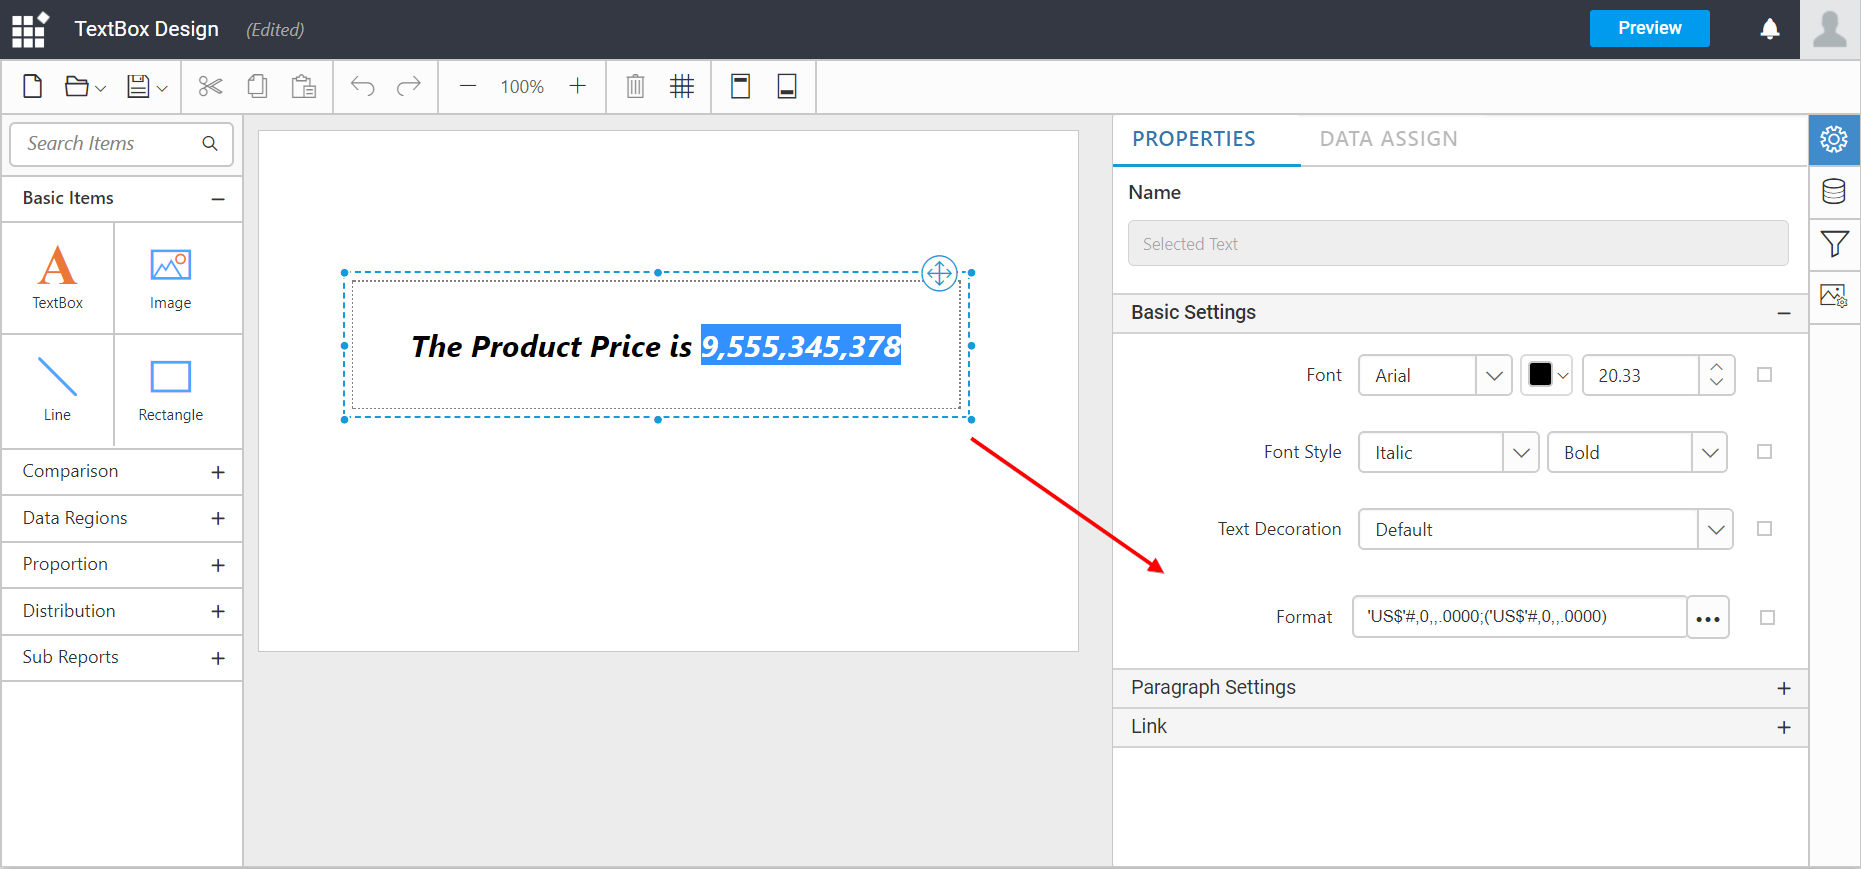 TextBox Design (Edited) Preview
100%
Search Items
Basic Items
TextBox Image
Line Rectangle
Comparison
Data Regions
Proportion
Distribution
Sub Reports
The Product Price is 9,555,345,378
PROPERTIES DATA ASSIGN
Name
Selected Text
Basic Settings
Font Arial 20.33
Font Style Italic Bold
Text Decoration Default
Format 'US$'#,0,,.0000;('US$'#,0,,.0000)
Paragraph Settings
Link